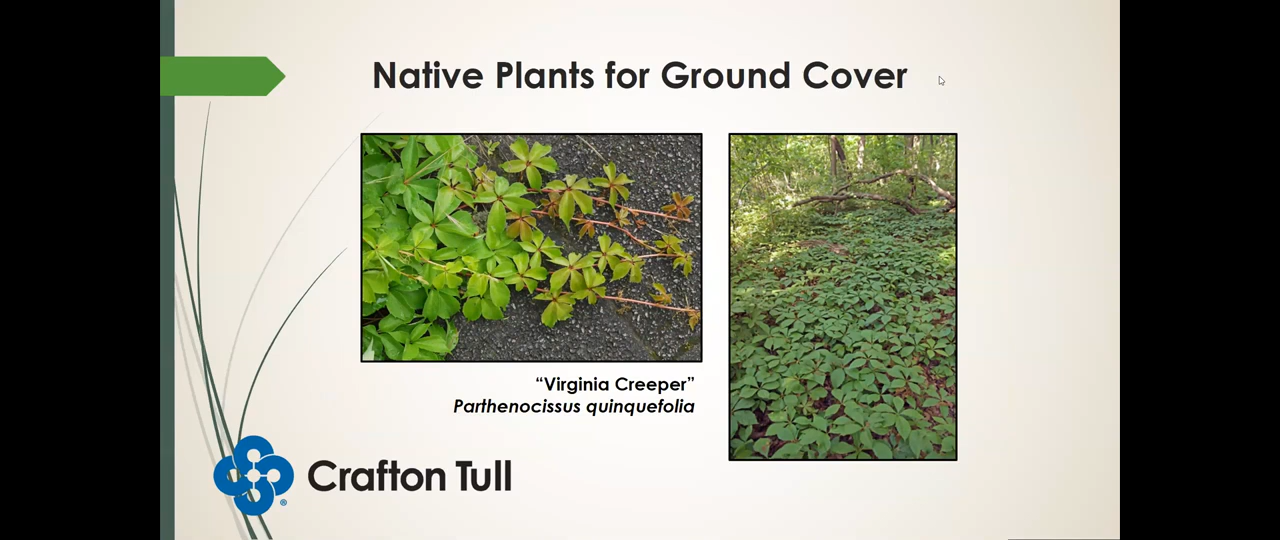 Native Plants for Ground Cover
“Virginia Creeper”
Parthenocissus quinquefolia
Crafton Tull
®